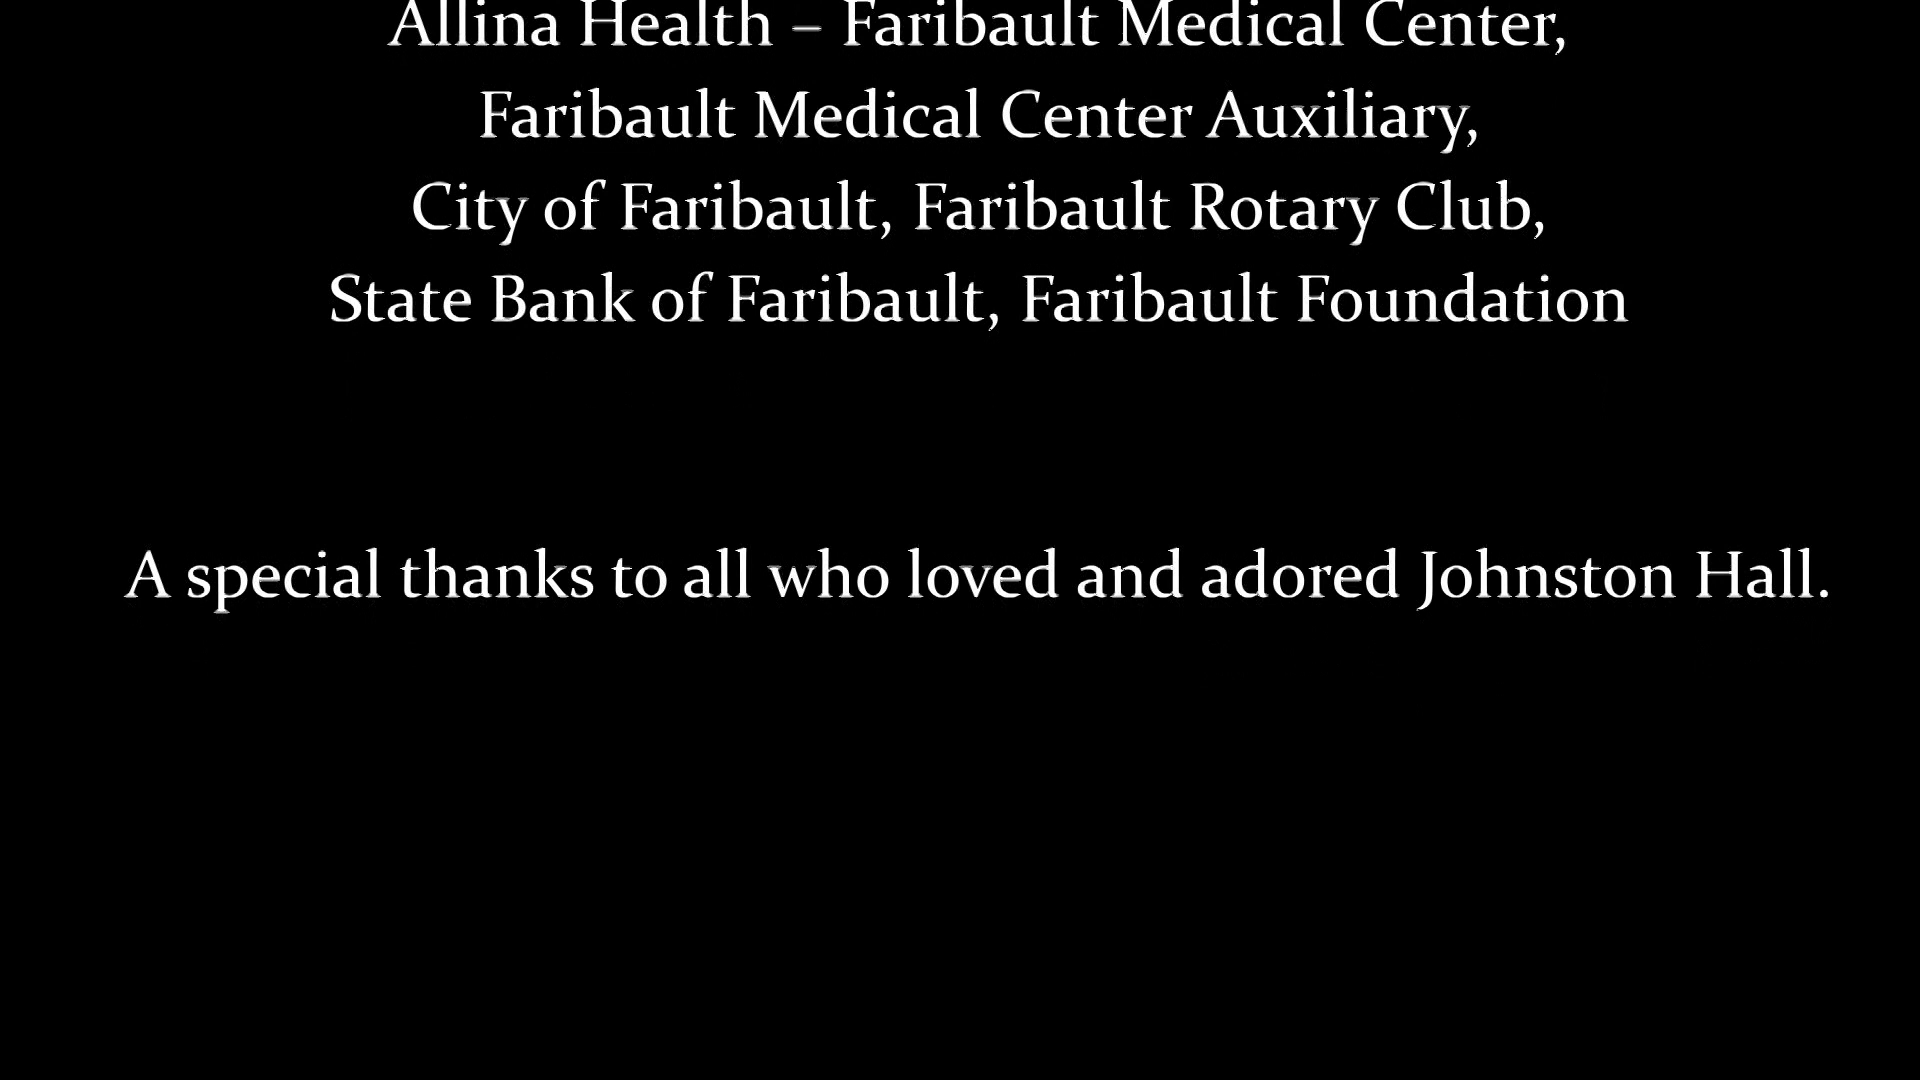 Allina Health – Faribault Medical Center,
Faribault Medical Center Auxiliary,
City of Faribault, Faribault Rotary Club,
State Bank of Faribault, Faribault Foundation
A special thanks to all who loved and adored Johnston Hall.